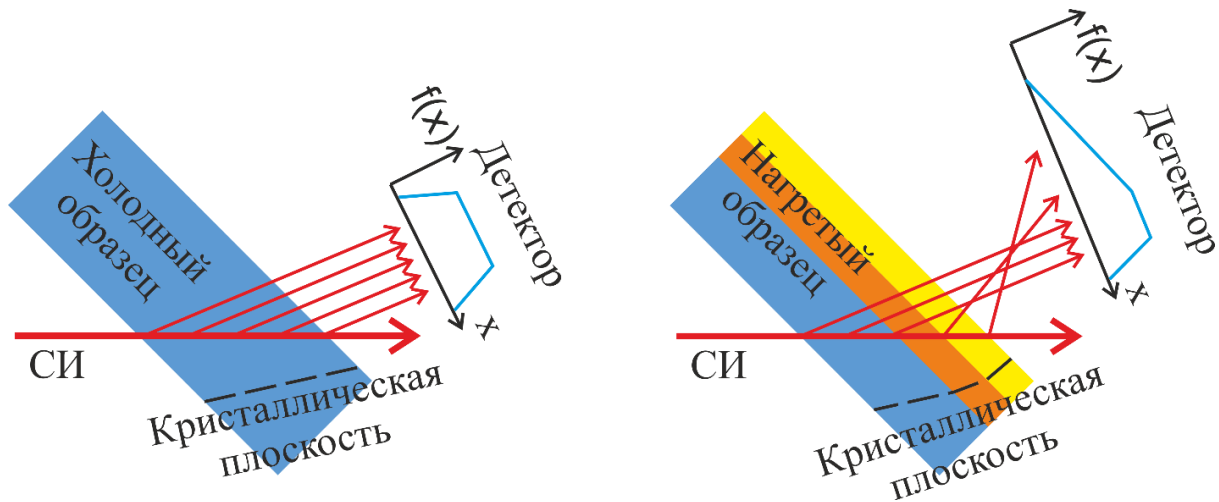 Холодный
образец
f(x)
Детектор
x
СИ
Кристаллическая
плоскость
Нагретый
образец
f(x)
Детектор
x
СИ
Кристаллическая
плоскость